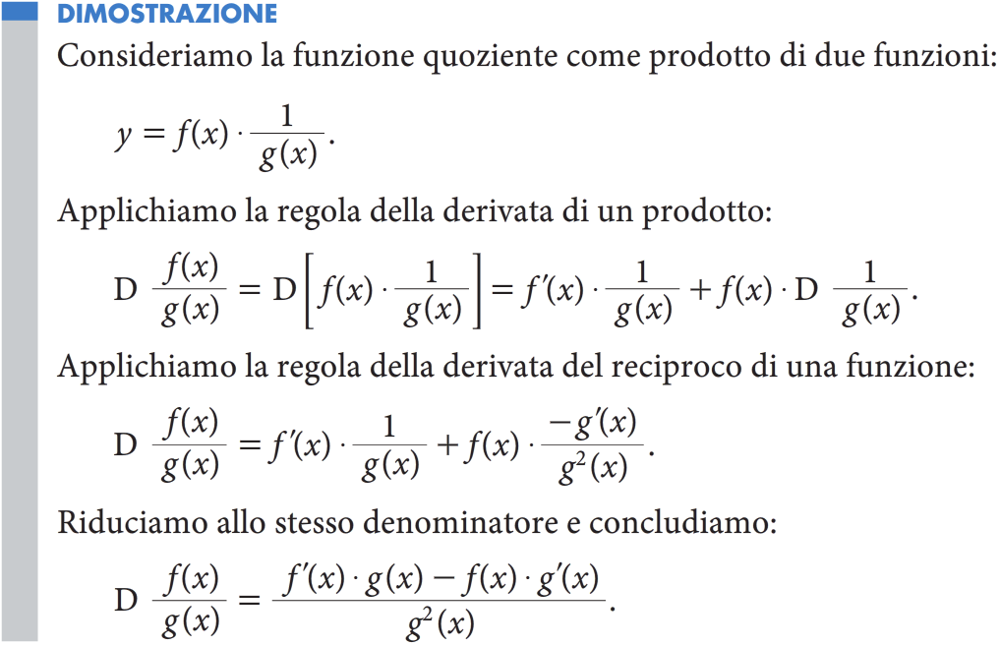 DIMOSTRAZIONE
Consideriamo la funzione quoziente come prodotto di due funzioni:
y = f(x) · 1/g(x).
Applichiamo la regola della derivata di un prodotto:
D f(x)/g(x) = D[f(x) · 1/g(x)] = f′(x) · 1/g(x) + f(x) · D 1/g(x).
Applichiamo la regola della derivata del reciproco di una funzione:
D f(x)/g(x) = f′(x) · 1/g(x) + f(x) · −g′(x)/g²(x).
Riduciamo allo stesso denominatore e concludiamo:
D f(x)/g(x) = f′(x) · g(x) − f(x) · g′(x)/g²(x).